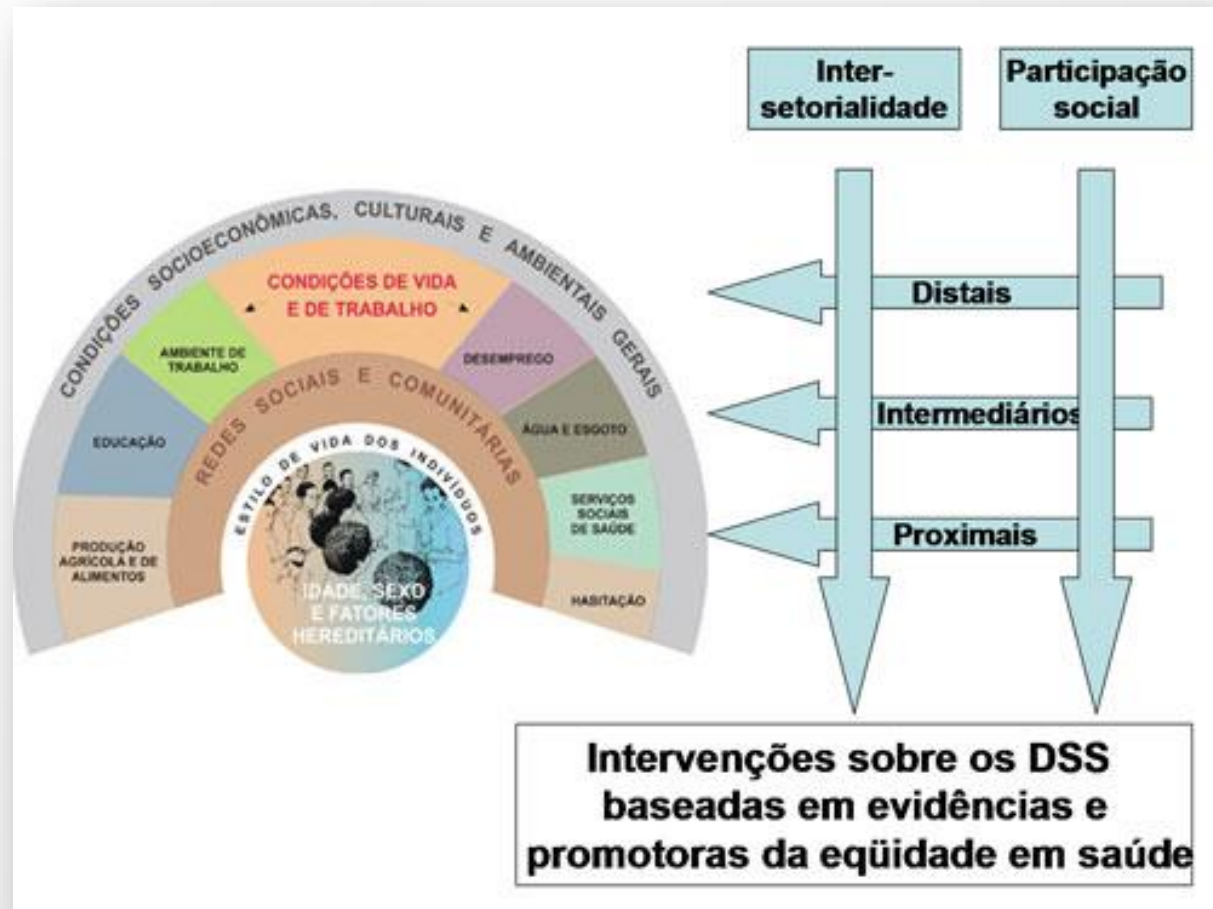 Inter-
setorialidade
Participação
social
CONDIÇÕES SOCIOECONÔMICAS, CULTURAIS E AMBIENTAIS GERAIS
CONDIÇÕES DE VIDA
E DE TRABALHO
AMBIENTE DE
TRABALHO
DESEMPREGO
EDUCAÇÃO
ÁGUA E ESGOTO
PRODUÇÃO
AGRÍCOLA E DE
ALIMENTOS
SERVIÇOS
SOCIAIS
DE SAÚDE
HABITAÇÃO
REDES SOCIAIS E COMUNITÁRIAS
ESTILO DE VIDA DOS INDIVÍDUOS
IDADE, SEXO
E FATORES
HEREDITÁRIOS
Distais
Intermediários
Proximais
Intervenções sobre os DSS
baseadas em evidências e
promotoras da eqüidade em saúde